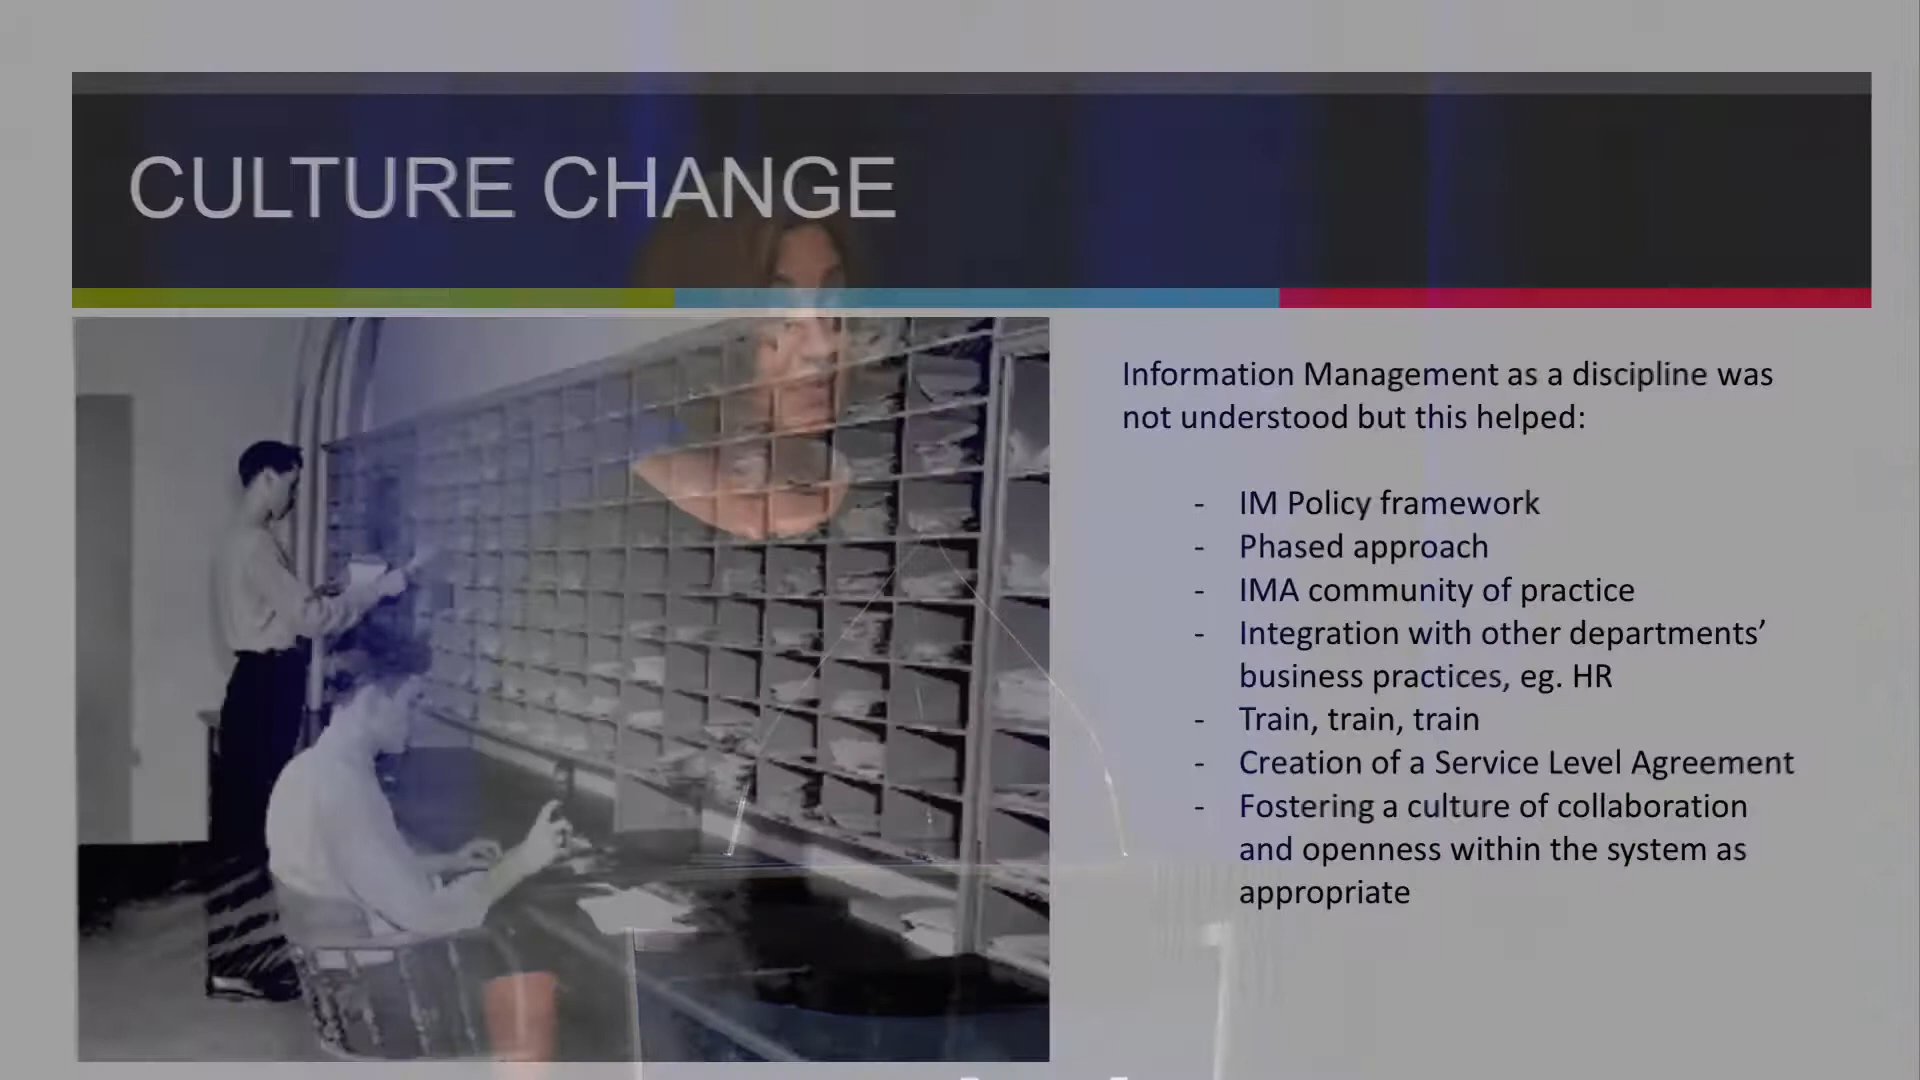 CULTURE CHANGE
Information Management as a discipline was
not understood but this helped:
- IM Policy framework
- Phased approach
- IMA community of practice
- Integration with other departments’
business practices, eg. HR
- Train, train, train
- Creation of a Service Level Agreement
- Fostering a culture of collaboration
and openness within the system as
appropriate